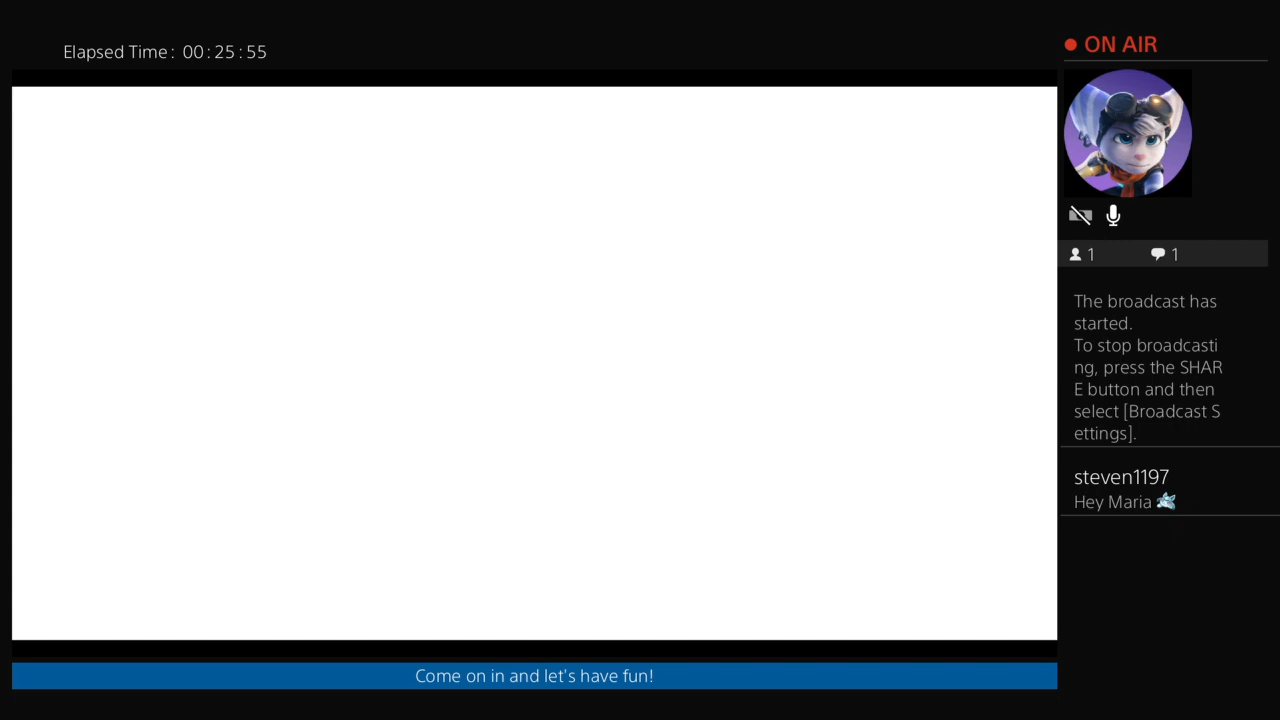 Elapsed Time: 00:25:55
ON AIR
1 1
The broadcast has
started.
To stop broadcasti
ng, press the SHAR
E button and then
select [Broadcast S
ettings].
steven1197
Hey Maria
Come on in and let's have fun!